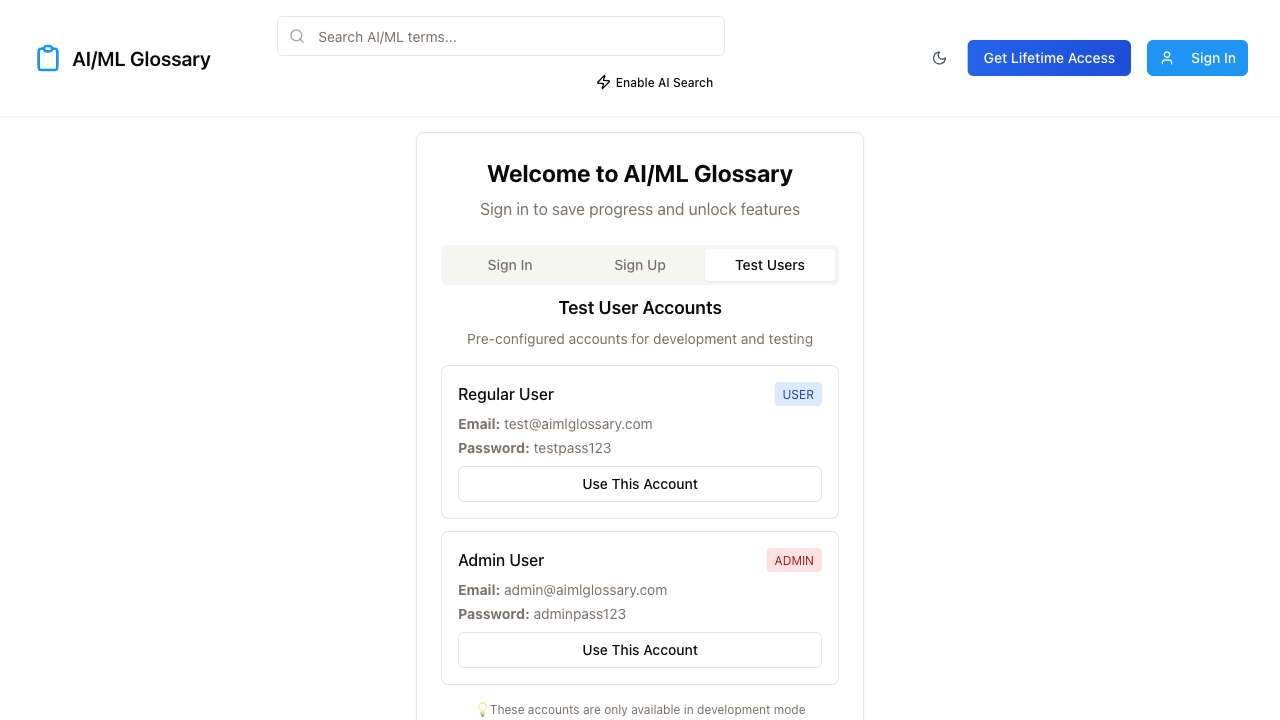 AI/ML Glossary
Search AI/ML terms...
Enable AI Search
Get Lifetime Access
Sign In
Welcome to AI/ML Glossary
Sign in to save progress and unlock features
Sign In
Sign Up
Test Users
Test User Accounts
Pre-configured accounts for development and testing
Regular User
USER
Email: test@aimlglossary.com
Password: testpass123
Use This Account
Admin User
ADMIN
Email: admin@aimlglossary.com
Password: adminpass123
Use This Account
💡These accounts are only available in development mode